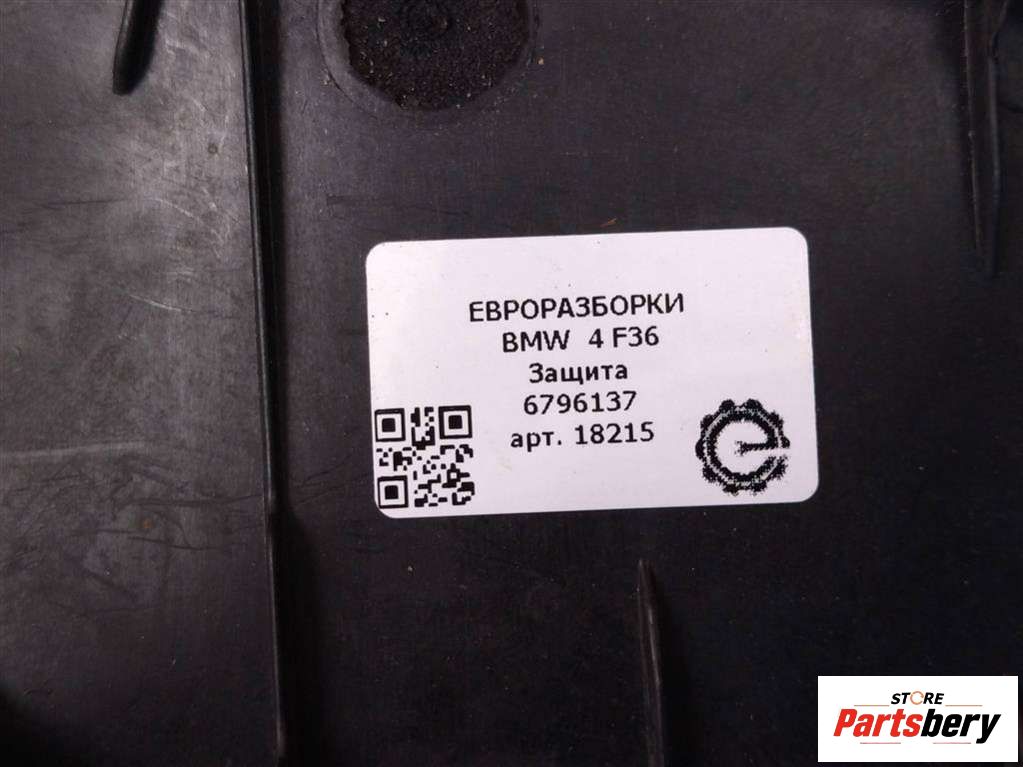 ЕВРОРАЗБОРКИ
BMW 4 F36
Защита
6796137
арт. 18215
STORE
Partsbery